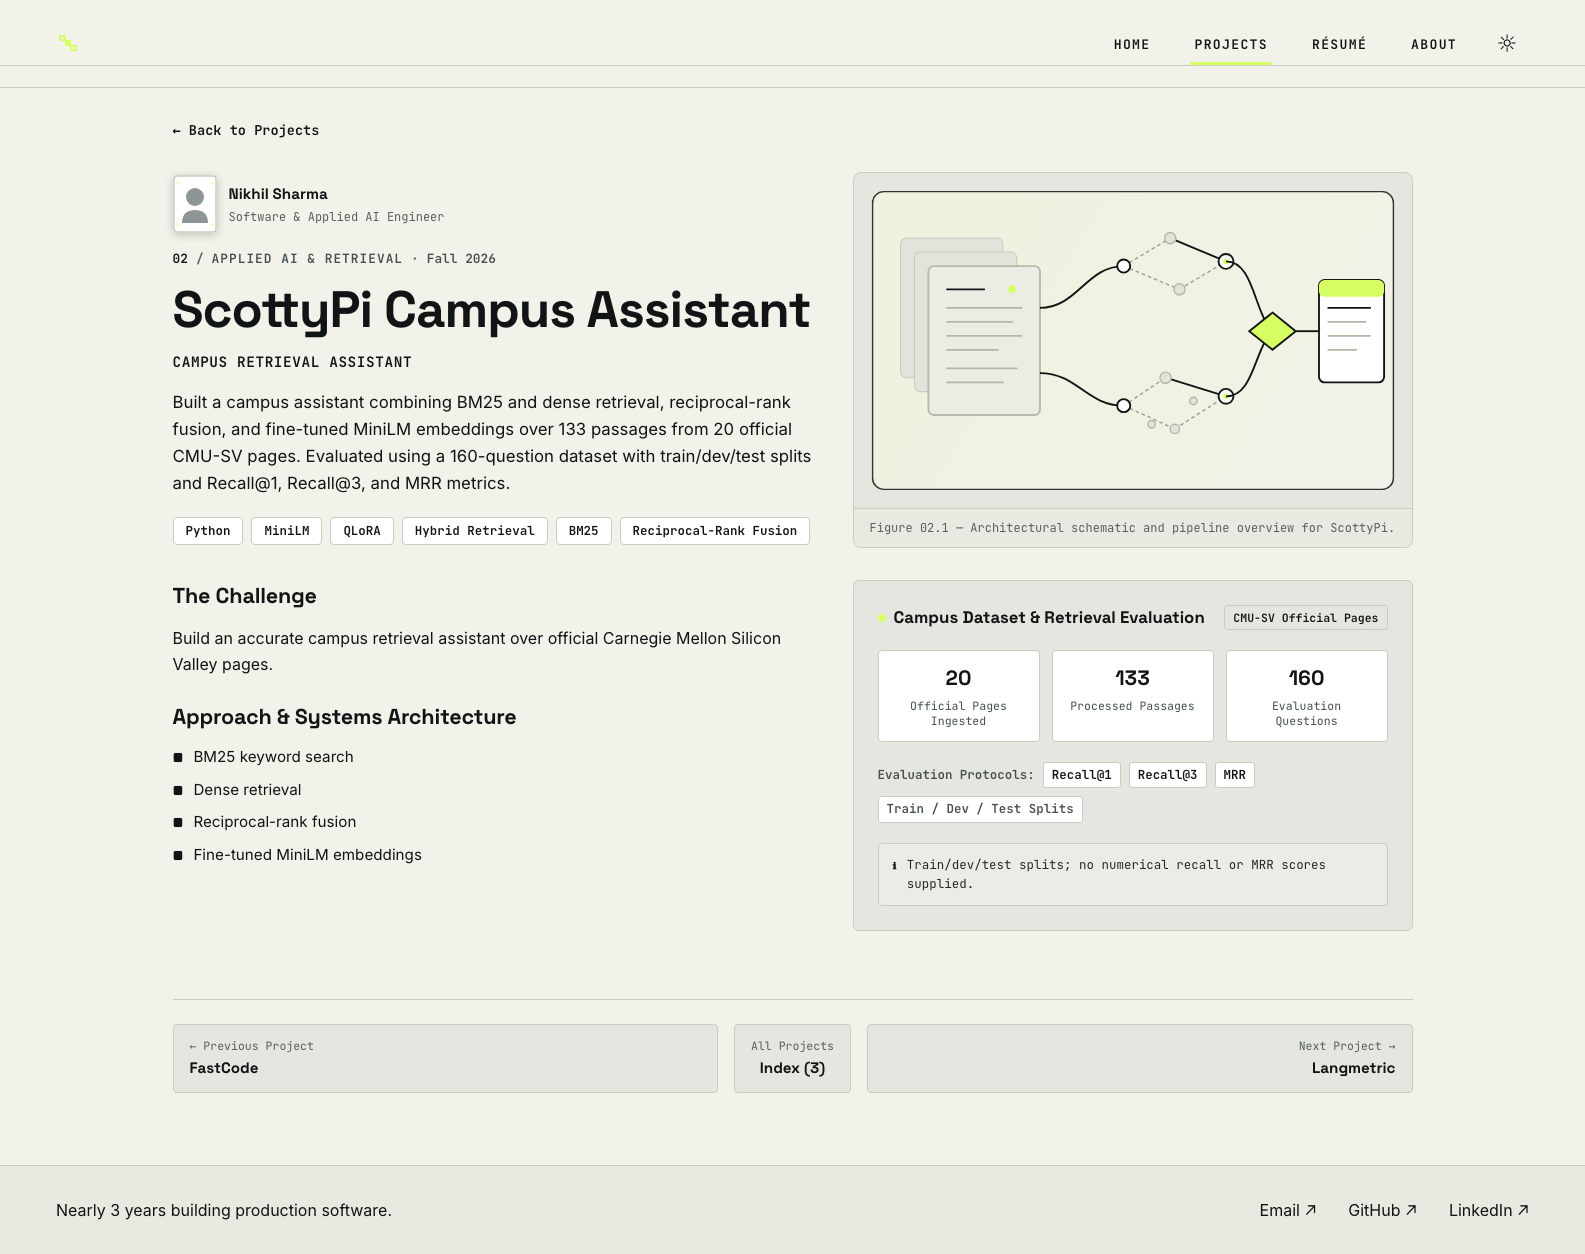 HOME
PROJECTS
RÉSUMÉ
ABOUT
← Back to Projects
Nikhil Sharma
Software & Applied AI Engineer
02 / APPLIED AI & RETRIEVAL · Fall 2026
ScottyPi Campus Assistant
CAMPUS RETRIEVAL ASSISTANT
Built a campus assistant combining BM25 and dense retrieval, reciprocal-rank
fusion, and fine-tuned MiniLM embeddings over 133 passages from 20 official
CMU-SV pages. Evaluated using a 160-question dataset with train/dev/test splits
and Recall@1, Recall@3, and MRR metrics.
Python
MiniLM
QLoRA
Hybrid Retrieval
BM25
Reciprocal-Rank Fusion
Figure 02.1 — Architectural schematic and pipeline overview for ScottyPi.
The Challenge
Build an accurate campus retrieval assistant over official Carnegie Mellon Silicon
Valley pages.
Approach & Systems Architecture
BM25 keyword search
Dense retrieval
Reciprocal-rank fusion
Fine-tuned MiniLM embeddings
Campus Dataset & Retrieval Evaluation
CMU-SV Official Pages
20
Official Pages
Ingested
133
Processed Passages
160
Evaluation
Questions
Evaluation Protocols:
Recall@1
Recall@3
MRR
Train / Dev / Test Splits
ℹ Train/dev/test splits; no numerical recall or MRR scores
supplied.
← Previous Project
FastCode
All Projects
Index (3)
Next Project →
Langmetric
Nearly 3 years building production software.
Email ↗
GitHub ↗
LinkedIn ↗